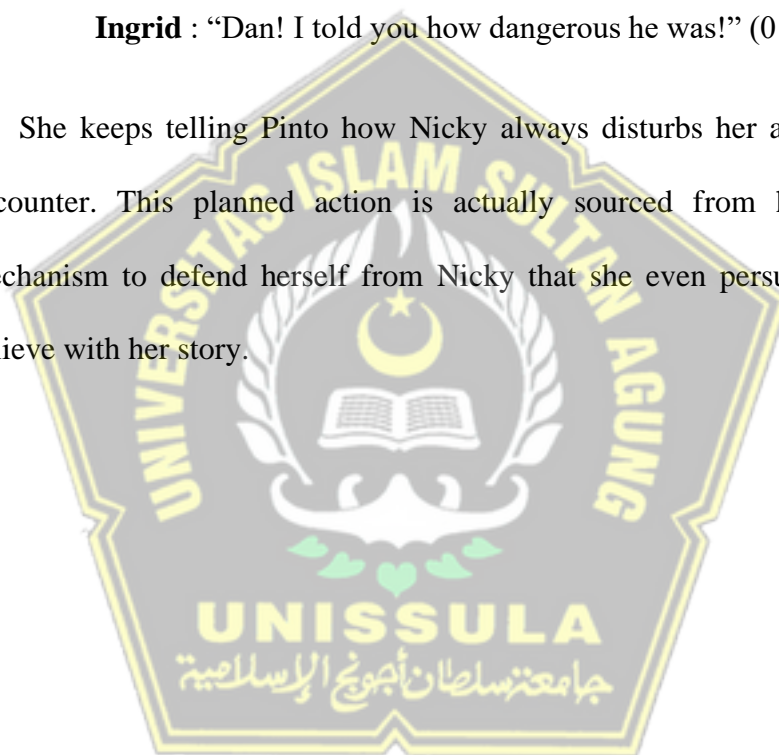 Ingrid : “Dan! I told you how dangerous he was!” (0
She keeps telling Pinto how Nicky always disturbs her a
counter. This planned action is actually sourced from
chanism to defend herself from Nicky that she even persu
lieve with her story.
UNIVERSITAS ISLAM SULTAN AGUNG
UNISSULA
جامعة سلطان أجونج الإسلامية